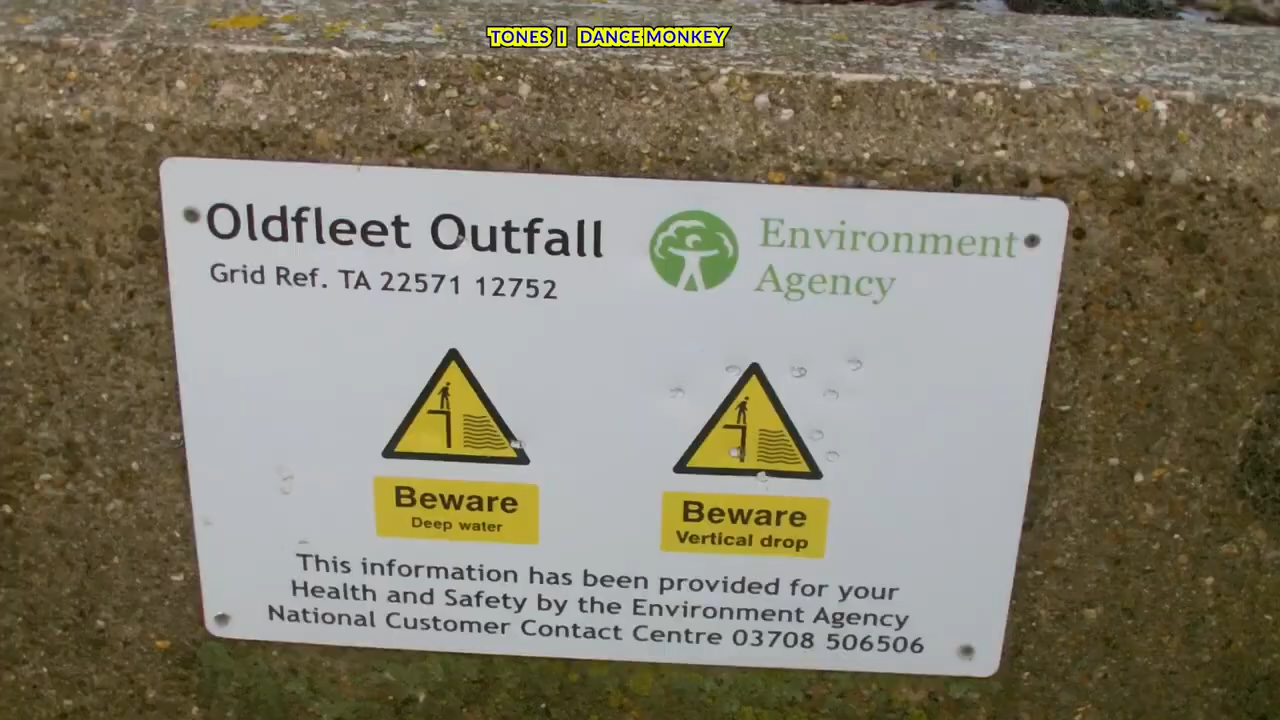 TONES I DANCE MONKEY
Oldfleet Outfall
Grid Ref. TA 22571 12752
Environment
Agency
Beware
Deep water
Beware
Vertical drop
This information has been provided for your
Health and Safety by the Environment Agency
National Customer Contact Centre 03708 506506